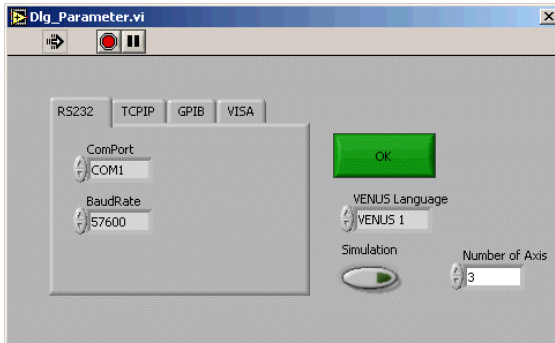 Dlg_Parameter.vi
RS232 TCPIP GPIB VISA
ComPort
COM1
BaudRate
57600
OK
VENUS Language
VENUS 1
Simulation
Number of Axis
3